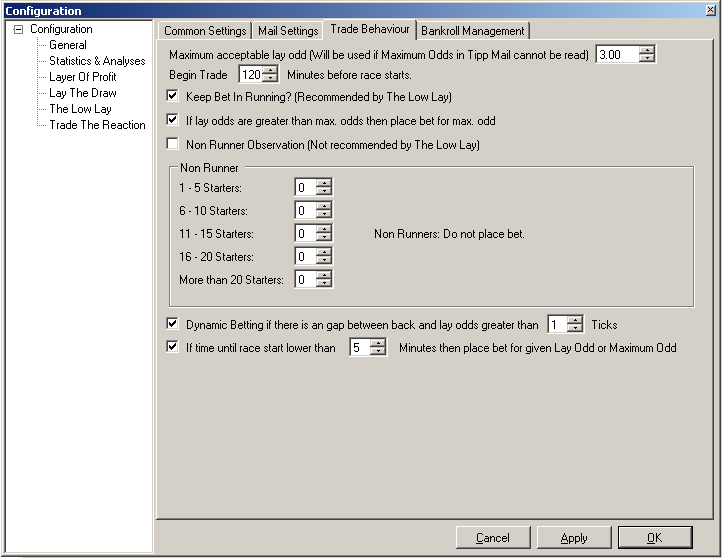 Configuration
Configuration
General
Statistics & Analyses
Layer Of Profit
Lay The Draw
The Low Lay
Trade The Reaction
Common Settings Mail Settings Trade Behaviour Bankroll Management
Maximum acceptable lay odd (Will be used if Maximum Odds in Tipp Mail cannot be read) 3.00
Begin Trade 120 Minutes before race starts.
Keep Bet In Running? (Recommended by The Low Lay)
If lay odds are greater than max. odds then place bet for max. odd
Non Runner Observation (Not recommended by The Low Lay)
Non Runner
1 - 5 Starters: 0
6 - 10 Starters: 0
11 - 15 Starters: 0 Non Runners: Do not place bet.
16 - 20 Starters: 0
More than 20 Starters: 0
Dynamic Betting if there is an gap between back and lay odds greater than 1 Ticks
If time until race start lower than 5 Minutes then place bet for given Lay Odd or Maximum Odd
Cancel Apply OK